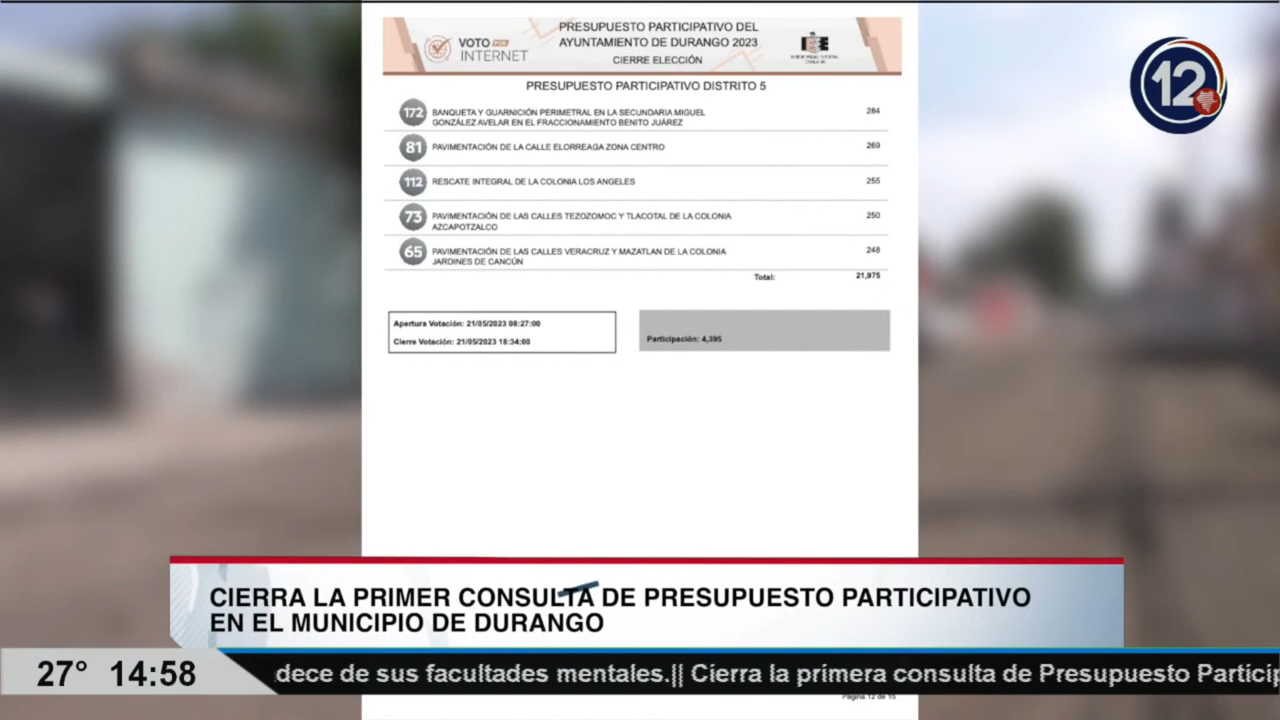 PRESUPUESTO PARTICIPATIVO DEL
AYUNTAMIENTO DE DURANGO 2023
CIERRE ELECCIÓN
VOTO POR
INTERNET
12
PRESUPUESTO PARTICIPATIVO DISTRITO 5
172 BANQUETA Y GUARNICIÓN PERIMETRAL EN LA SECUNDARIA MIGUEL 284
GONZÁLEZ AVELAR EN EL FRACCIONAMIENTO BENITO JUÁREZ
81 PAVIMENTACIÓN DE LA CALLE ELORREAGA ZONA CENTRO 269
112 RESCATE INTEGRAL DE LA COLONIA LOS ANGELES 255
73 PAVIMENTACIÓN DE LAS CALLES TEZOZOMOC Y TLACOTAL DE LA COLONIA 250
AZCAPOTZALCO
65 PAVIMENTACIÓN DE LAS CALLES VERACRUZ Y MAZATLAN DE LA COLONIA 248
JARDINES DE CANCÚN
Total: 21,975
Apertura Votación: 21/05/2023 08:27:00
Cierre Votación: 21/05/2023 18:34:00
Participación: 4,395
CIERRA LA PRIMER CONSULTA DE PRESUPUESTO PARTICIPATIVO
EN EL MUNICIPIO DE DURANGO
27° 14:58 dece de sus facultades mentales.|| Cierra la primera consulta de Presupuesto Particip
Página 12 de 15